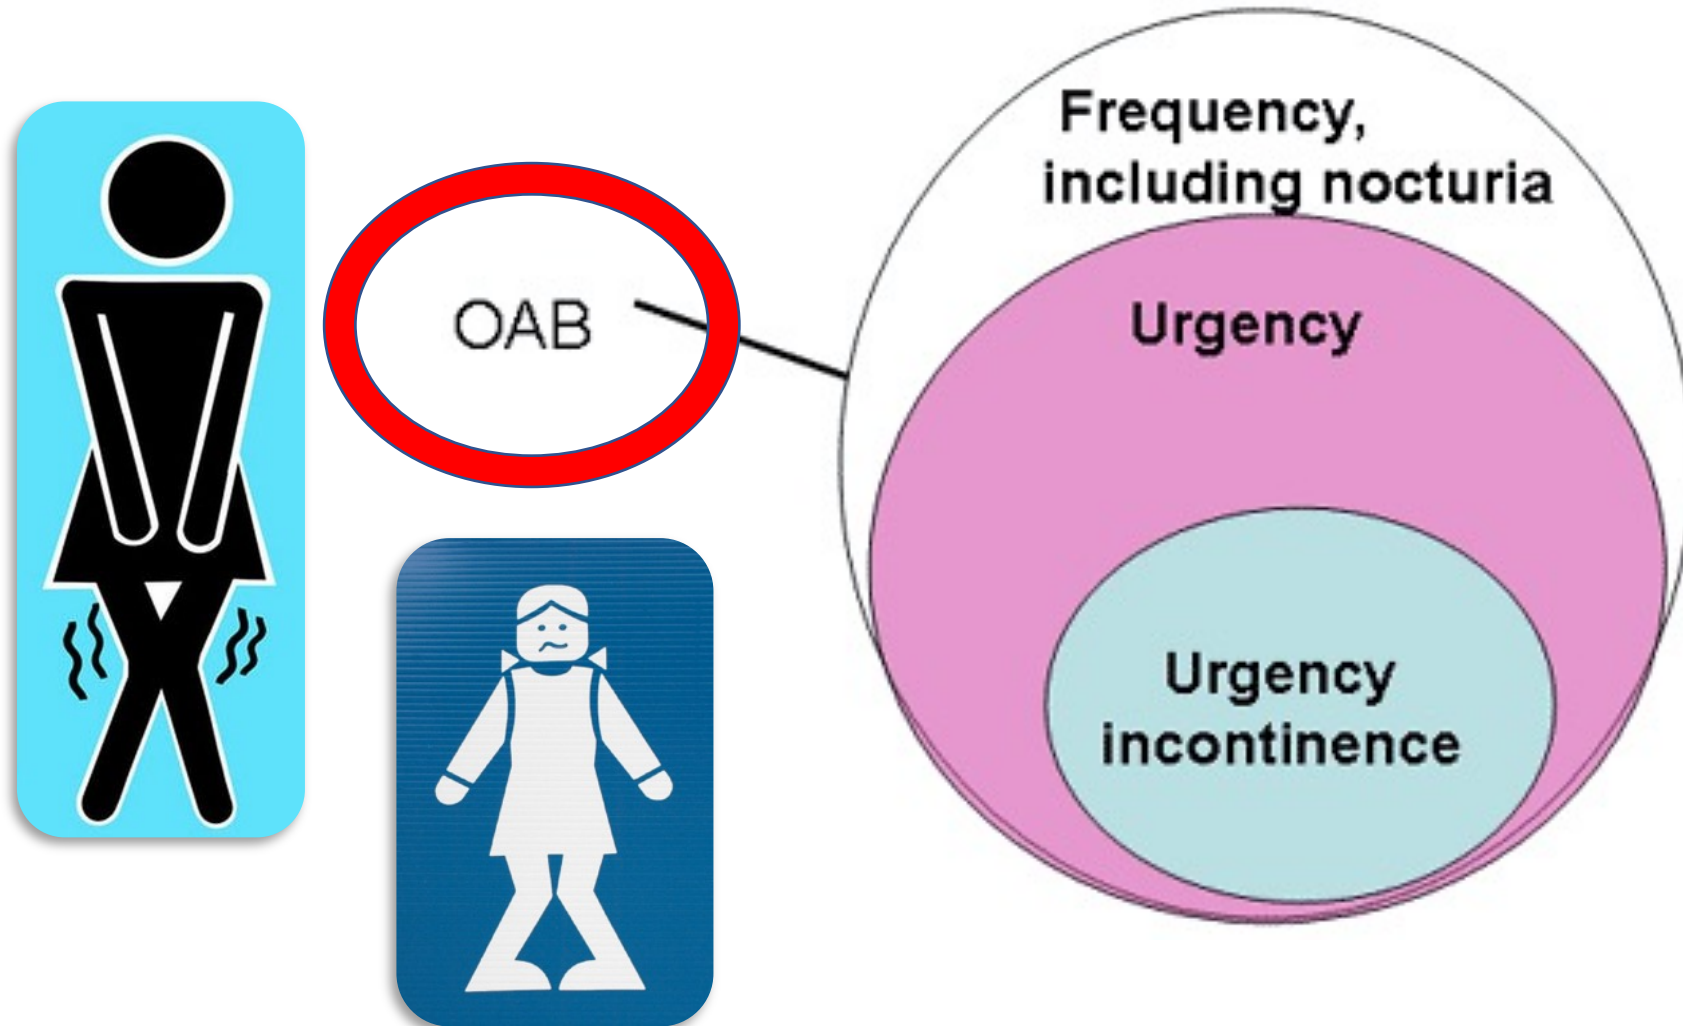 OAB
Frequency,
including nocturia
Urgency
Urgency
incontinence